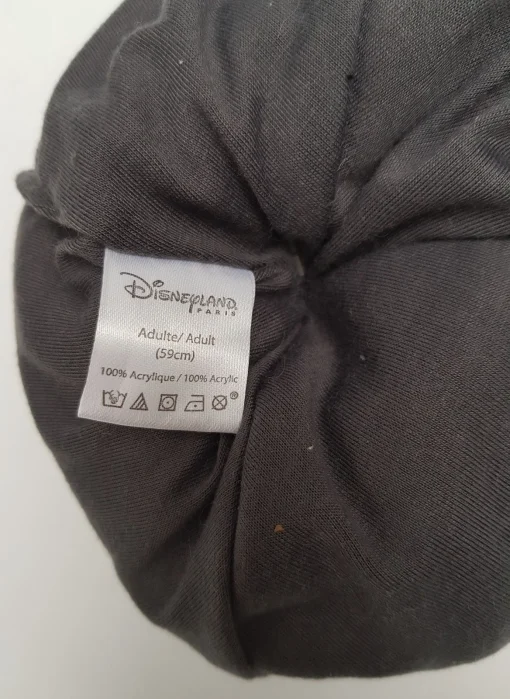 DISNEYLAND
PARIS
Adulte/ Adult
(59cm)
100% Acrylique / 100% Acrylic